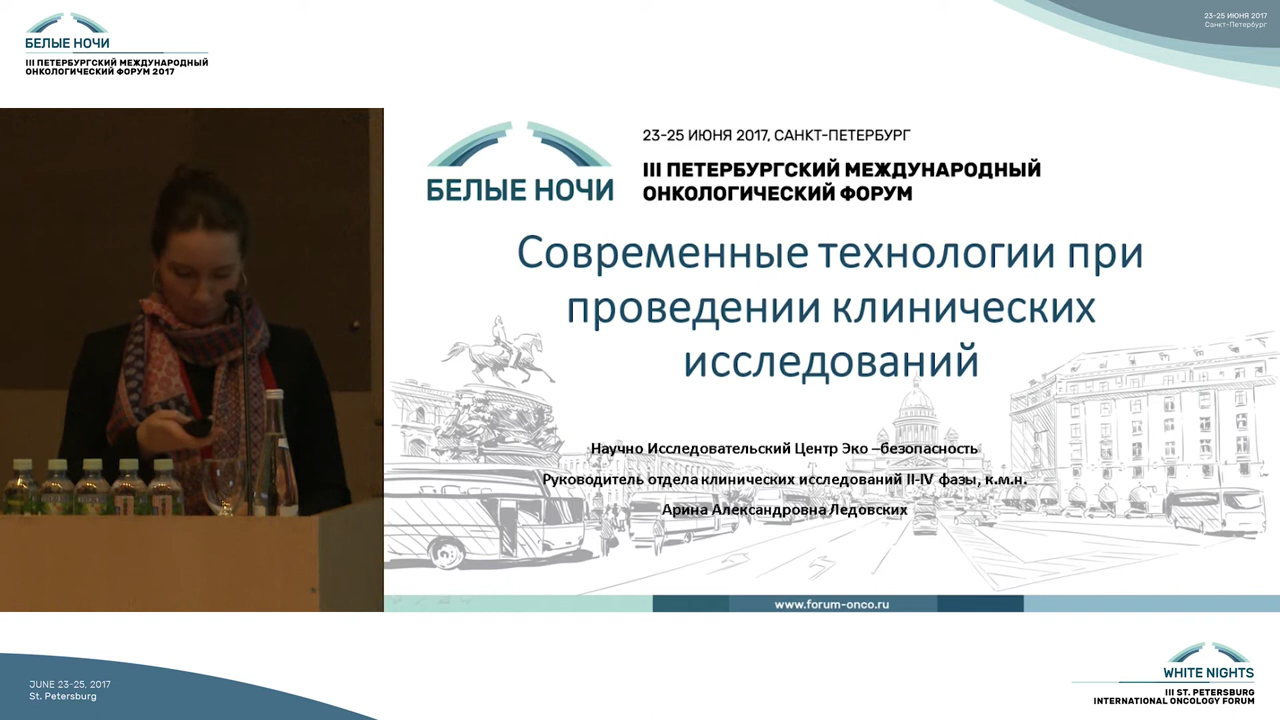 БЕЛЫЕ НОЧИ
III ПЕТЕРБУРГСКИЙ МЕЖДУНАРОДНЫЙ
ОНКОЛОГИЧЕСКИЙ ФОРУМ 2017
23-25 ИЮНЯ 2017
Санкт-Петербург
БЕЛЫЕ НОЧИ
23-25 ИЮНЯ 2017, САНКТ-ПЕТЕРБУРГ
III ПЕТЕРБУРГСКИЙ МЕЖДУНАРОДНЫЙ
ОНКОЛОГИЧЕСКИЙ ФОРУМ
Современные технологии при
проведении клинических
исследований
Научно Исследовательский Центр Эко –безопасность
Руководитель отдела клинических исследований II-IV фазы, к.м.н.
Арина Александровна Ледовских
www.forum-onco.ru
JUNE 23-25, 2017
St. Petersburg
WHITE NIGHTS
III ST. PETERSBURG
INTERNATIONAL ONCOLOGY FORUM